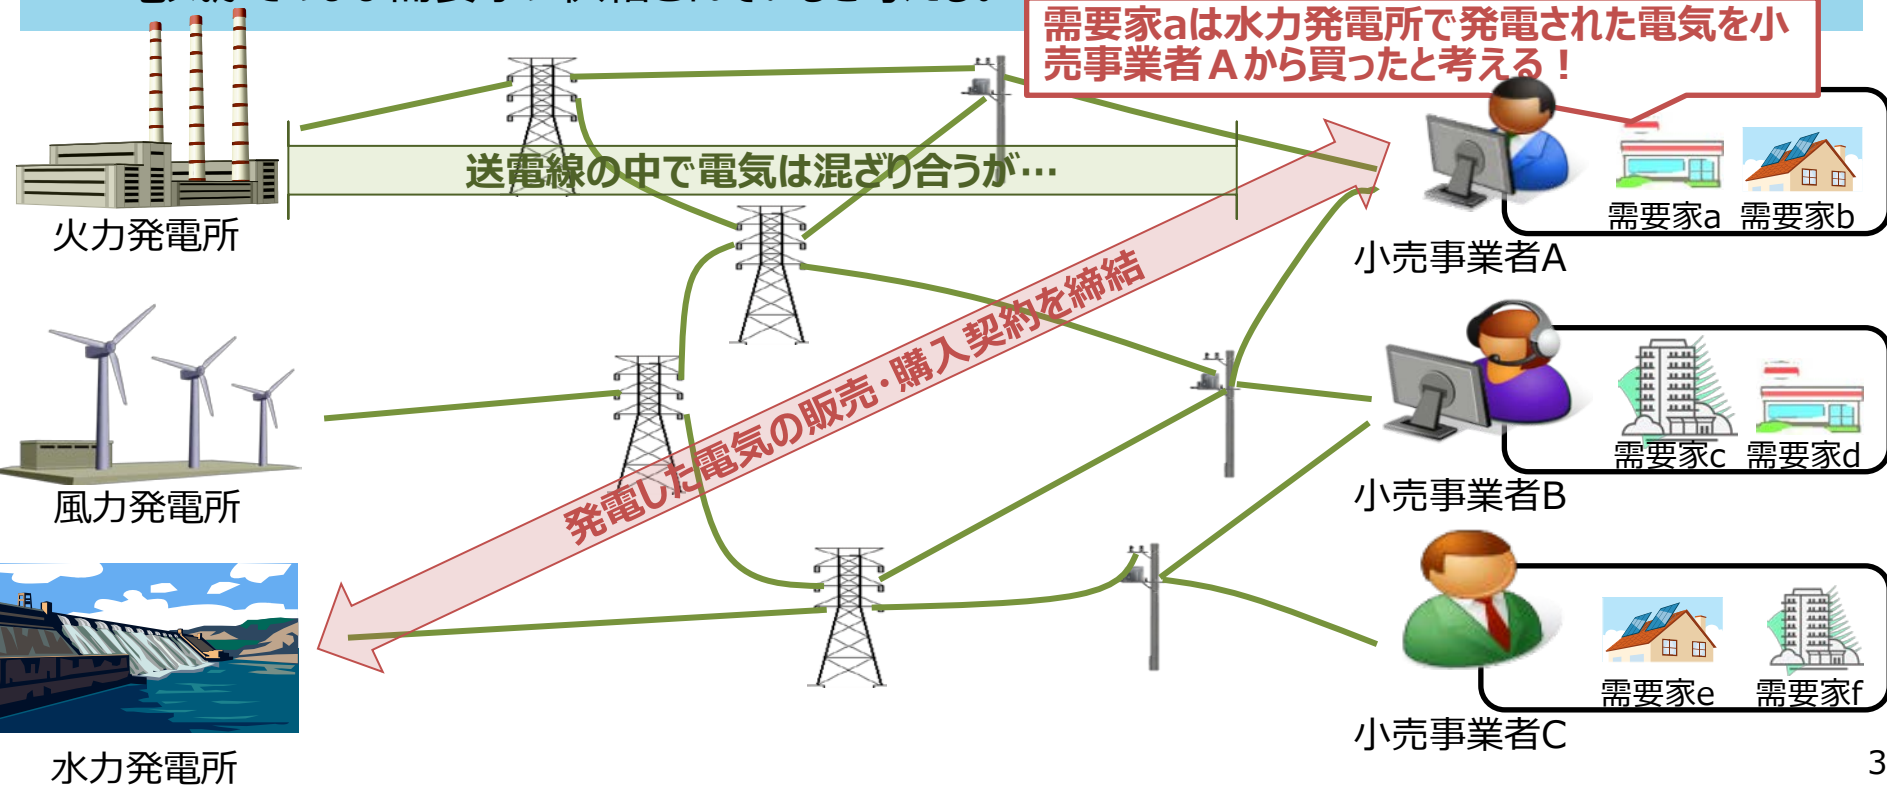 需要家aは水力発電所で発電された電気を小
売事業者Aから買ったと考える！
送電線の中で電気は混ざり合うが…
火力発電所
需要家a 需要家b
小売事業者A
発電した電気の販売・購入契約を締結
風力発電所
需要家c 需要家d
小売事業者B
水力発電所
需要家e 需要家f
小売事業者C
3